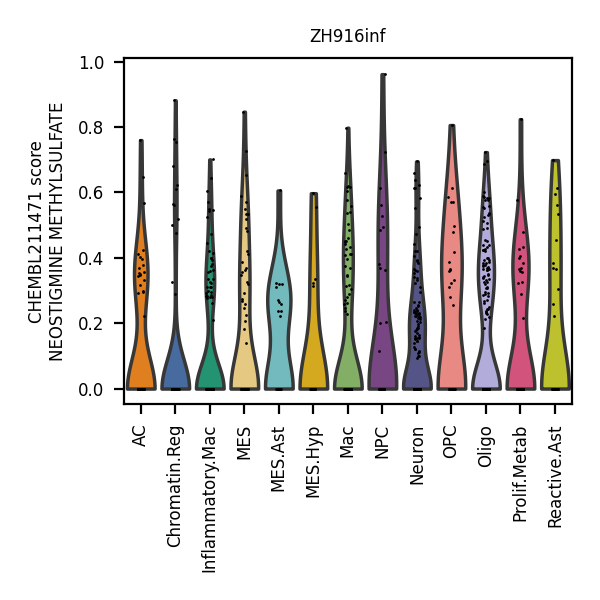 ZH916inf
CHEMBL211471 score
NEOSTIGMINE METHYLSULFATE
1.0
0.8
0.6
0.4
0.2
0.0
AC
Chromatin.Reg
Inflammatory.Mac
MES
MES.Ast
MES.Hyp
Mac
NPC
Neuron
OPC
Oligo
Prolif.Metab
Reactive.Ast